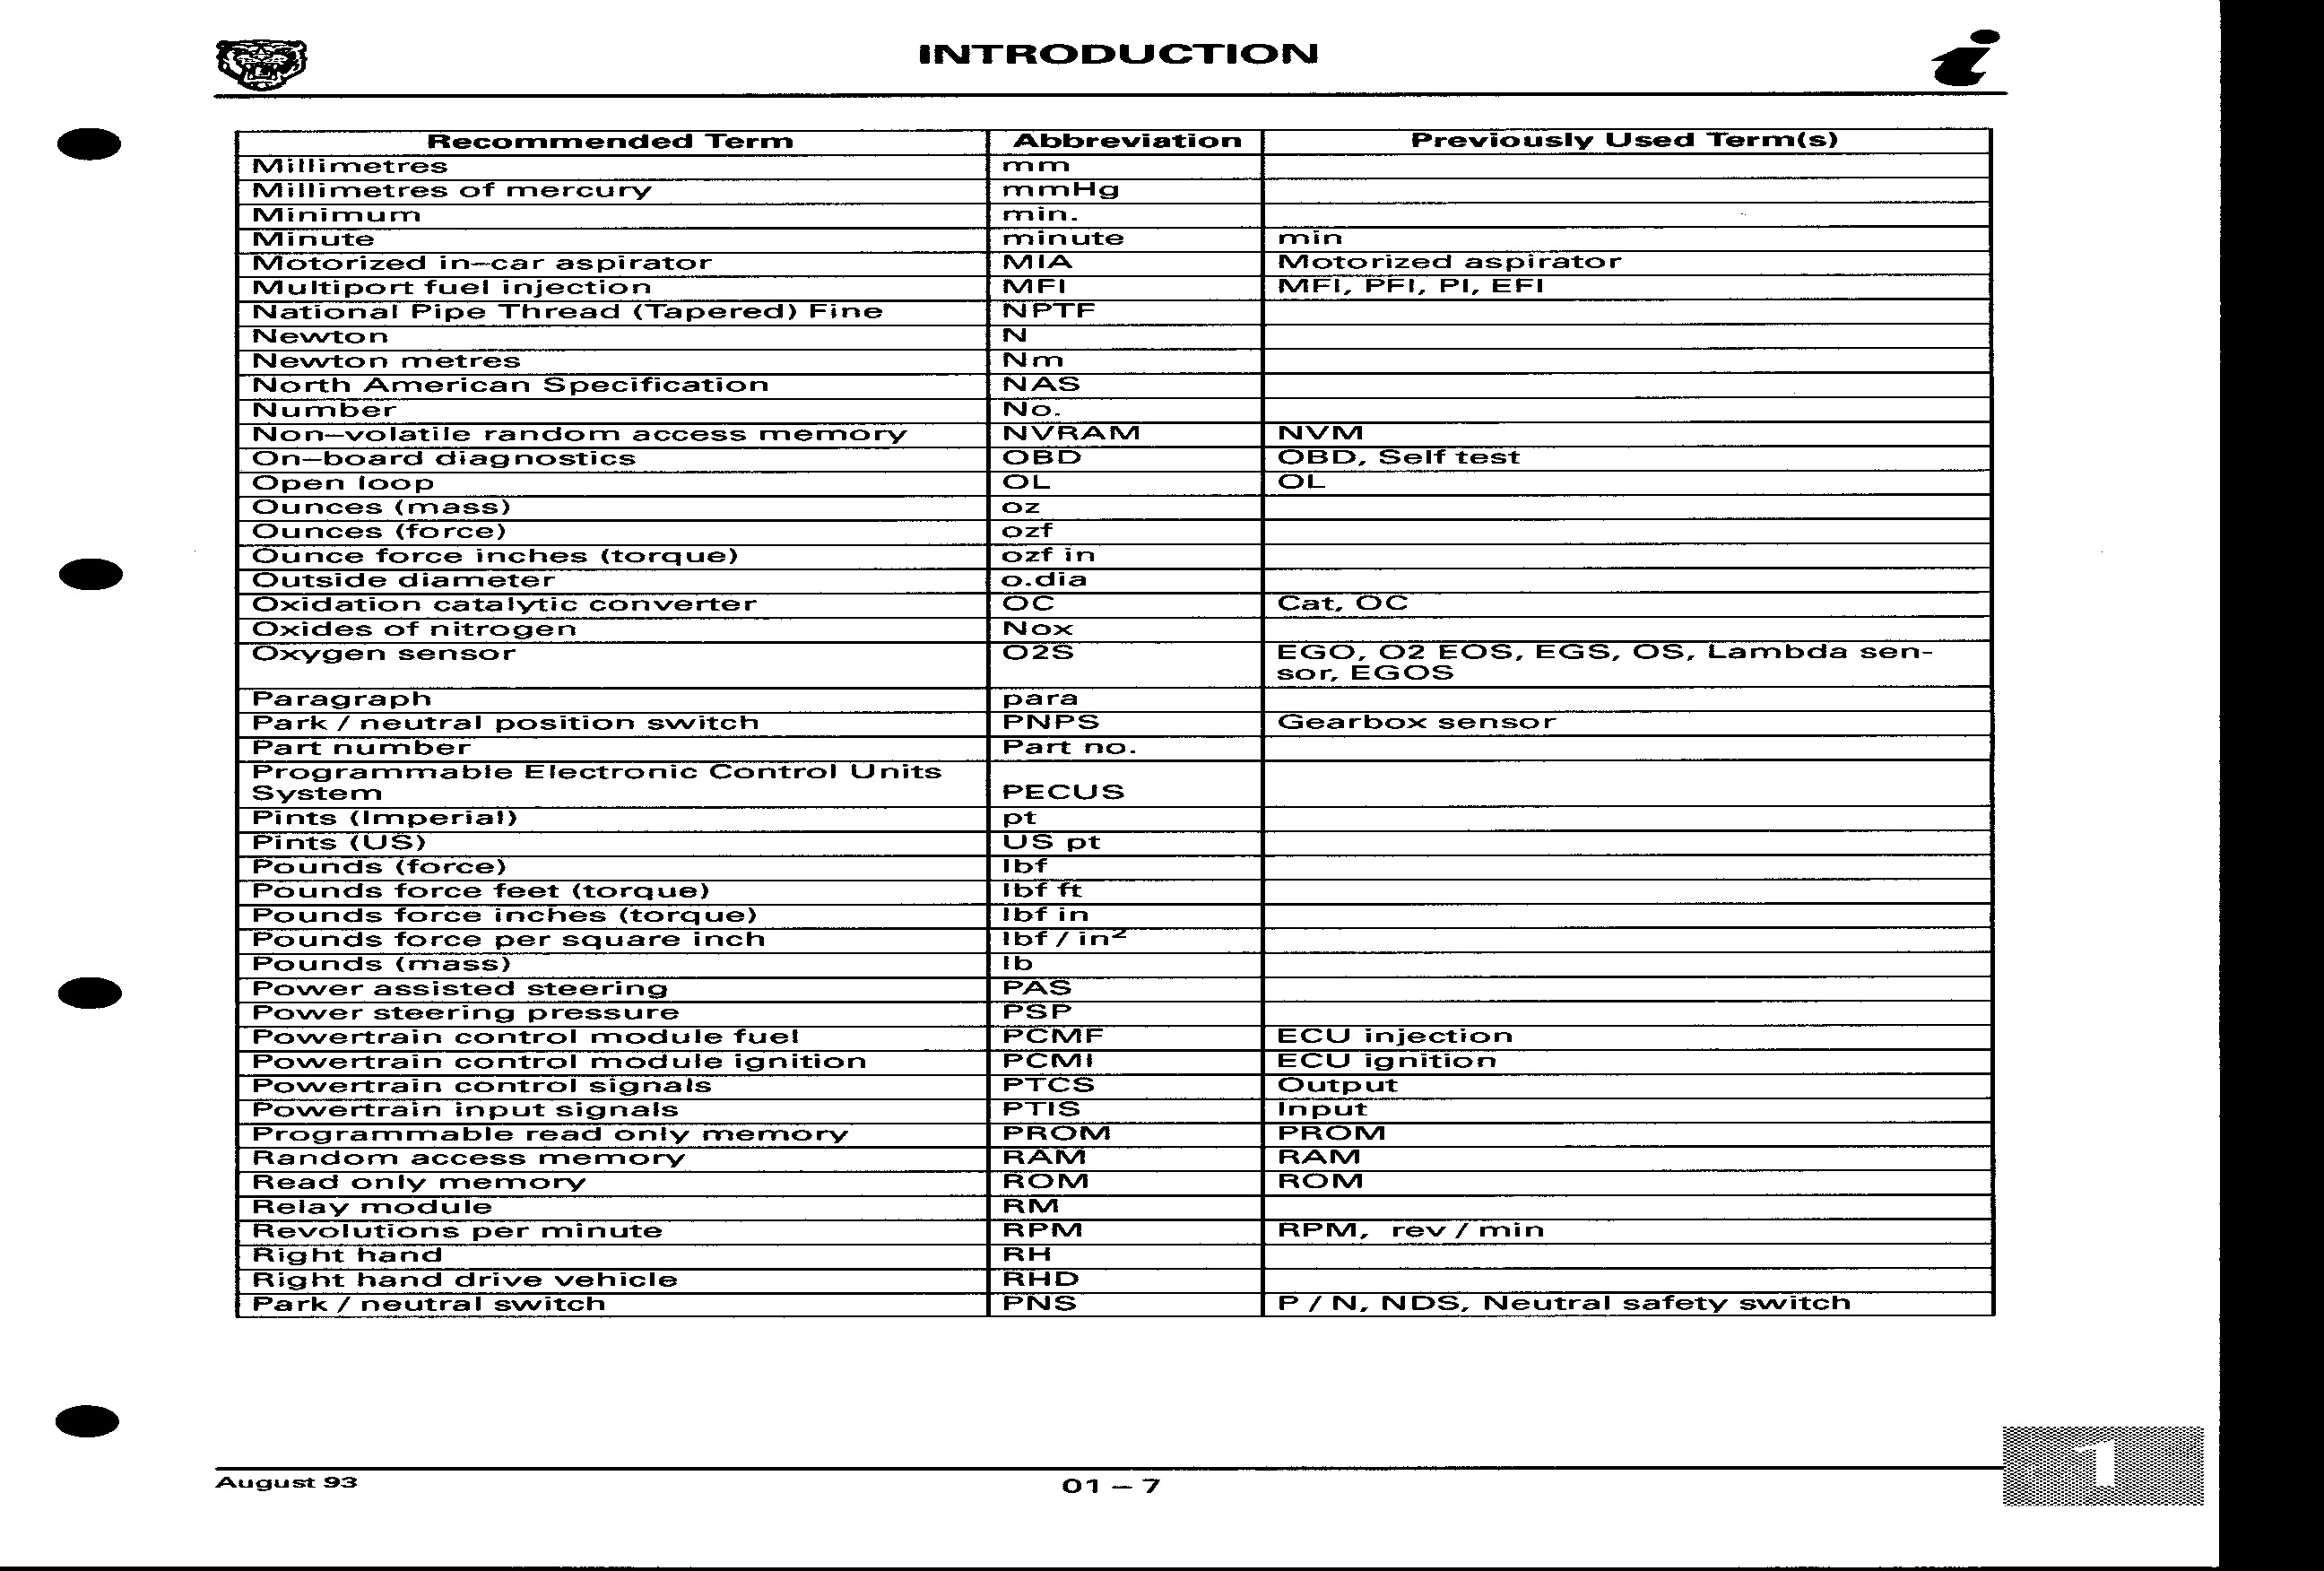 INTRODUCTION
Recommended Term Abbreviation Previously Used Term(s)
Millimetres mm
Millimetres of mercury mmHg
Minimum min.
Minute minute min
Motorized in–car aspirator MIA Motorized aspirator
Multiport fuel injection MFI MFI, PFI, PI, EFI
National Pipe Thread (Tapered) Fine NPTF
Newton N
Newton metres Nm
North American Specification NAS
Number No.
Non–volatile random access memory NVRAM NVM
On–board diagnostics OBD OBD, Self test
Open loop OL OL
Ounces (mass) oz
Ounces (force) ozf
Ounce force inches (torque) ozf in
Outside diameter o.dia
Oxidation catalytic converter OC Cat, OC
Oxides of nitrogen Nox
Oxygen sensor O2S EGO, O2 EOS, EGS, OS, Lambda sen-
sor, EGOS
Paragraph para
Park / neutral position switch PNPS Gearbox sensor
Part number Part no.
Programmable Electronic Control Units
System PECUS
Pints (Imperial) pt
Pints (US) US pt
Pounds (force) lbf
Pounds force feet (torque) lbf ft
Pounds force inches (torque) lbf in
Pounds force per square inch lbf / in²
Pounds (mass) lb
Power assisted steering PAS
Power steering pressure PSP
Powertrain control module fuel PCMF ECU injection
Powertrain control module ignition PCMI ECU ignition
Powertrain control signals PTCS Output
Powertrain input signals PTIS Input
Programmable read only memory PROM PROM
Random access memory RAM RAM
Read only memory ROM ROM
Relay module RM
Revolutions per minute RPM RPM, rev / min
Right hand RH
Right hand drive vehicle RHD
Park / neutral switch PNS P / N, NDS, Neutral safety switch
August 93 01 – 7 1